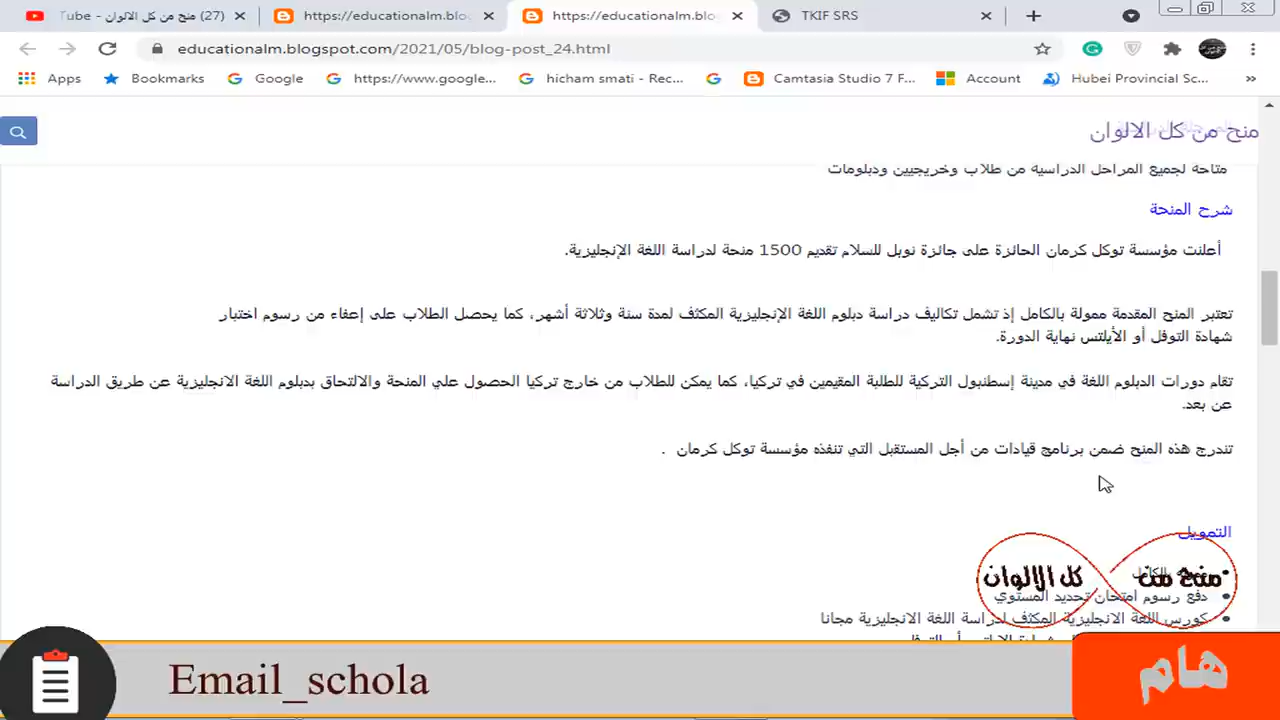 (27) منح من كل الالوان - Tube
https://educationalm.blo
https://educationalm.blog
TKIF SRS
educationalm.blogspot.com/2021/05/blog-post_24.html
Apps
Bookmarks
Google
https://www.google...
hicham smati - Rec...
Camtasia Studio 7 F...
Account
Hubei Provincial Sc...
»
منح من كل الالوان
متاحة لجميع المراحل الدراسية من طلاب وخريجيين ودبلومات
شرح المنحة
أعلنت مؤسسة توكل كرمان الحائزة على جائزة نوبل للسلام تقديم 1500 منحة لدراسة اللغة الإنجليزية.
تعتبر المنح المقدمة ممولة بالكامل إذ تشمل تكاليف دراسة دبلوم اللغة الإنجليزية المكثف لمدة سنة وثلاثة أشهر، كما يحصل الطلاب على إعفاء من رسوم اختبار
شهادة التوفل أو الأيلتس نهاية الدورة.
تقام دورات الدبلوم اللغة في مدينة إسطنبول التركية للطلبة المقيمين في تركيا، كما يمكن للطلاب من خارج تركيا الحصول علي المنحة والالتحاق بدبلوم اللغة الانجليزية عن طريق الدراسة
عن بعد.
تندرج هذه المنح ضمن برنامج قيادات من أجل المستقبل التي تنفذه مؤسسة توكل كرمان .
التمويل
منح من كل الالوان
دفع رسوم امتحان تحديد المستوي
كورس اللغة الانجليزية المكثف لدراسة اللغة الانجليزية مجانا
Email_schola
هام